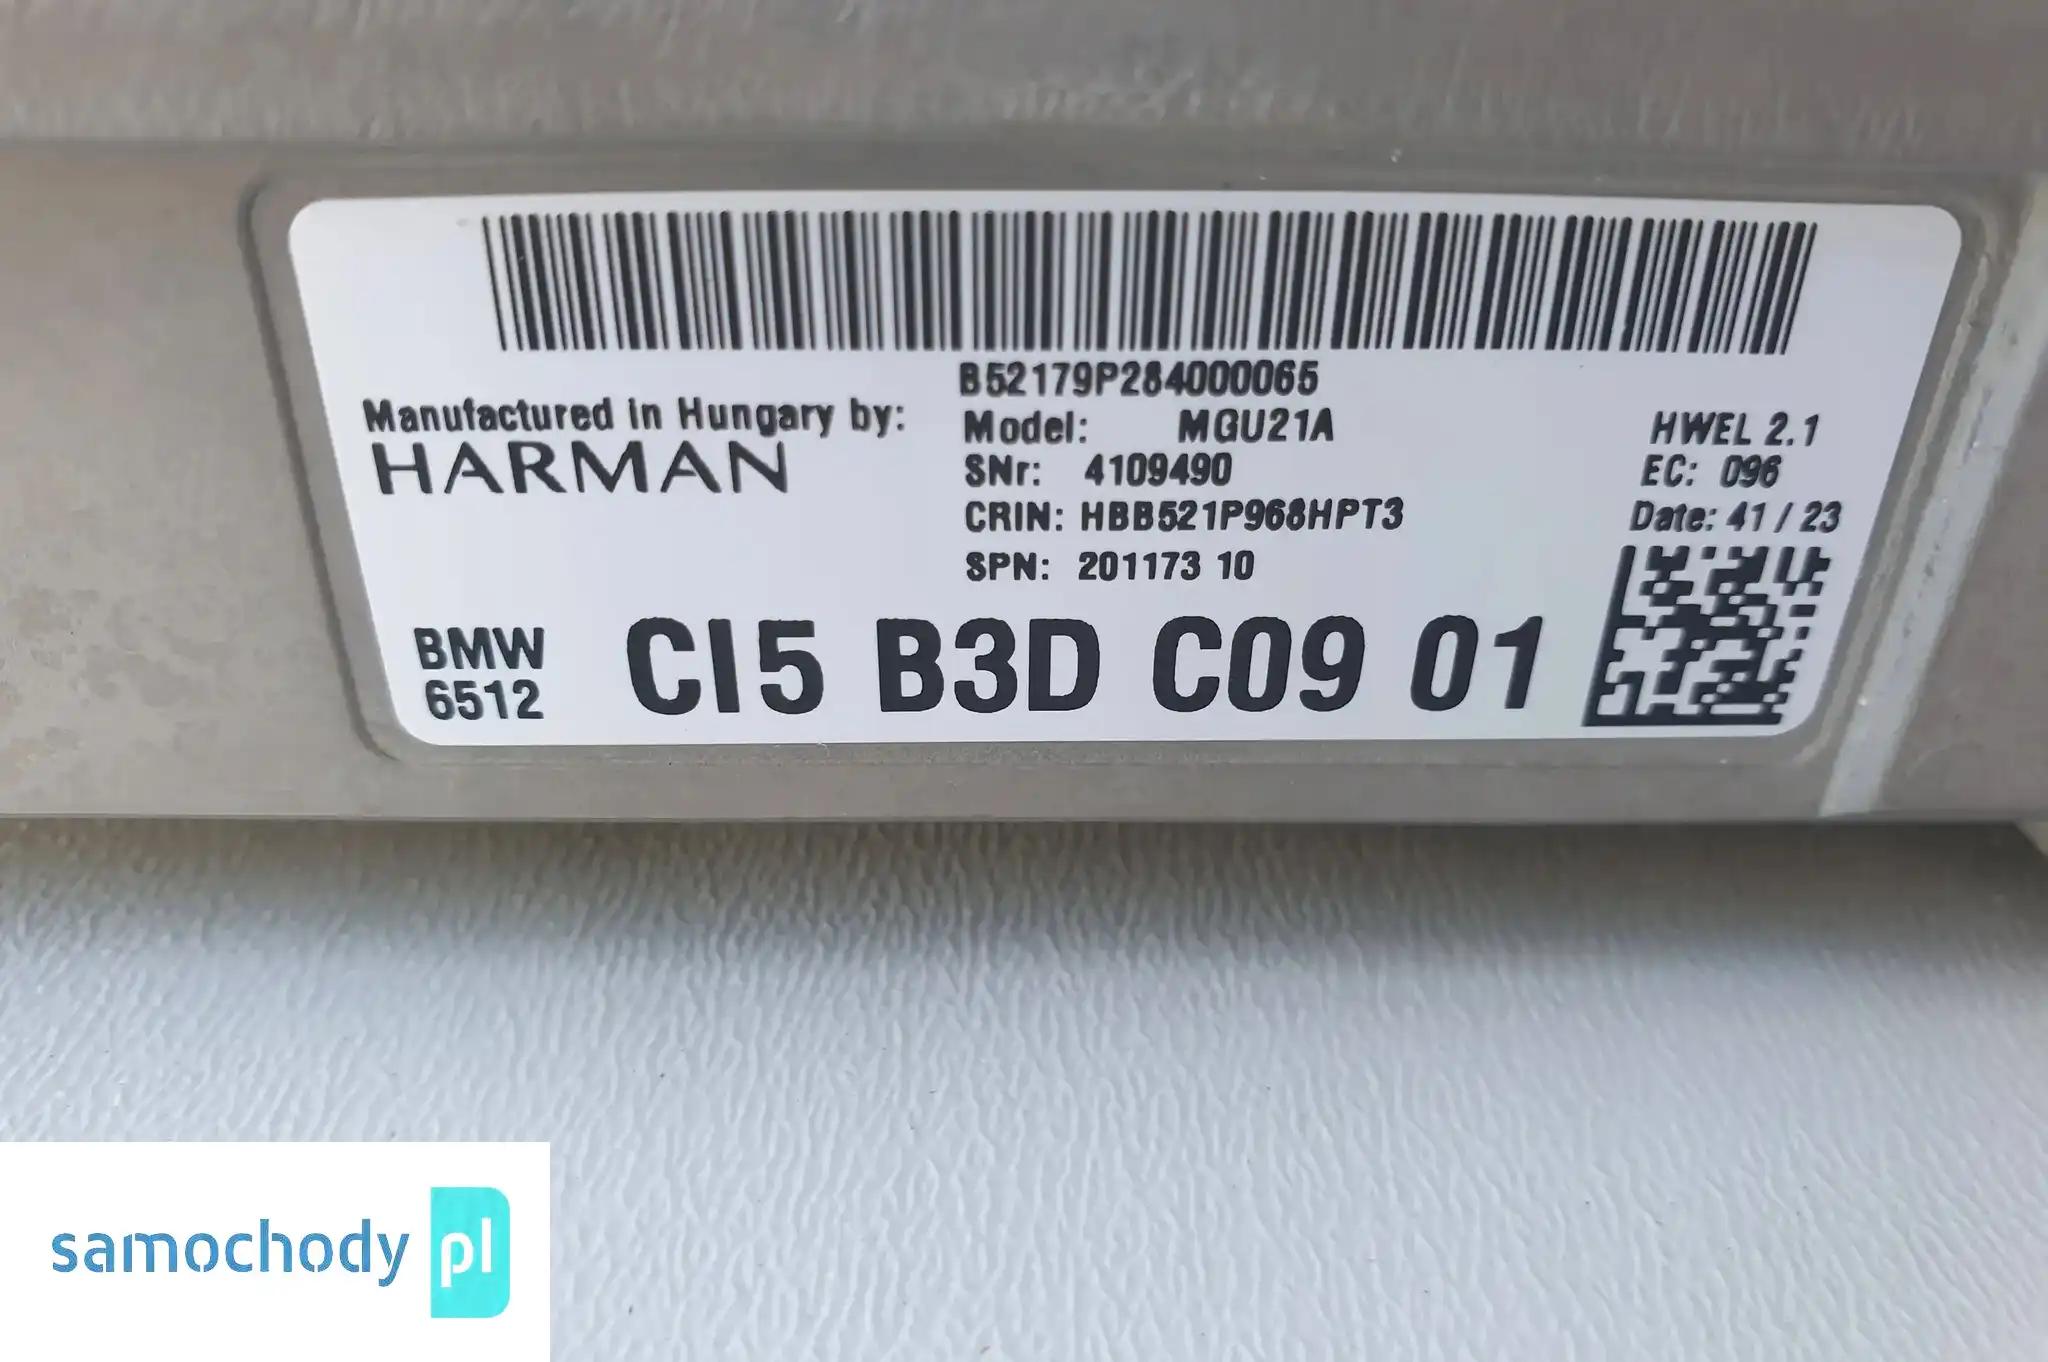 B52179P284000065
Manufactured in Hungary by:
HARMAN
Model: MGU21A
SNr: 4109490
CRIN: HBB521P968HPT3
SPN: 201173 10
HWEL 2.1
EC: 096
Date: 41 / 23
BMW
6512
CI5 B3D C09 01
samochody pl